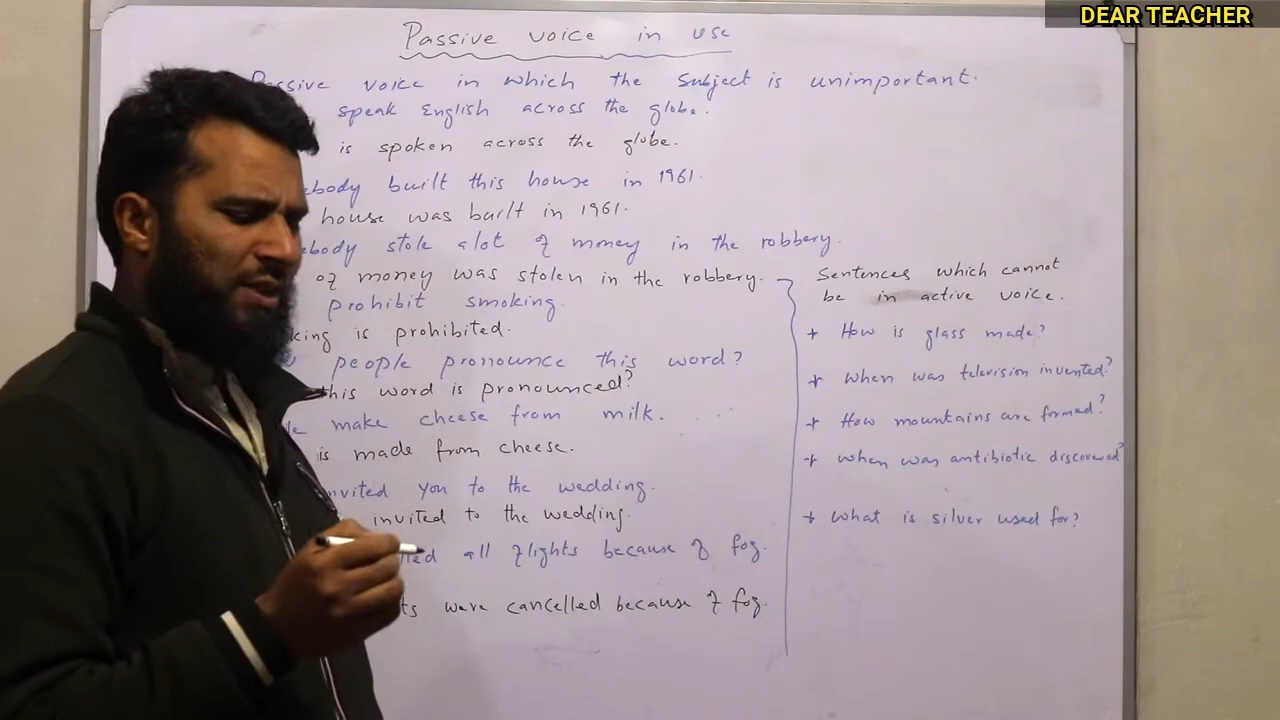 DEAR TEACHER
Passive voice in use
Passive voice in which the subject is unimportant.
speak English across the globe.
is spoken across the globe.
ebody built this house in 1961.
house was built in 1961.
ebody stole alot of money in the robbery.
of money was stolen in the robbery.
prohibit smoking.
king is prohibited.
people pronounce this word?
this word is pronounced?
le make cheese from milk.
is made from cheese.
nvited you to the wedding.
invited to the wedding.
lled all flights because of fog.
ts were cancelled because of fog.
Sentences which cannot
be in active voice.
+ How is glass made?
+ when was television invented?
+ How mountains are formed?
+ when was antibiotic discovered?
+ what is silver used for?